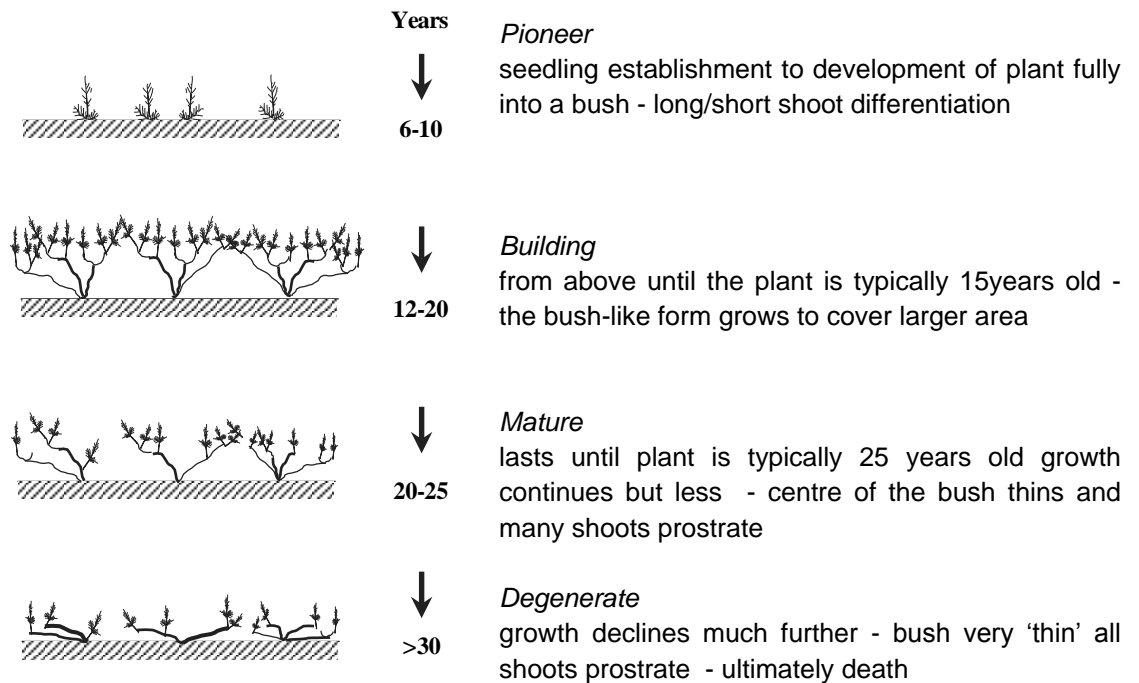 Years
Pioneer
seedling establishment to development of plant fully
into a bush - long/short shoot differentiation
6-10
Building
from above until the plant is typically 15years old -
the bush-like form grows to cover larger area
12-20
Mature
lasts until plant is typically 25 years old growth
continues but less - centre of the bush thins and
many shoots prostrate
20-25
Degenerate
growth declines much further - bush very ‘thin’ all
shoots prostrate - ultimately death
>30